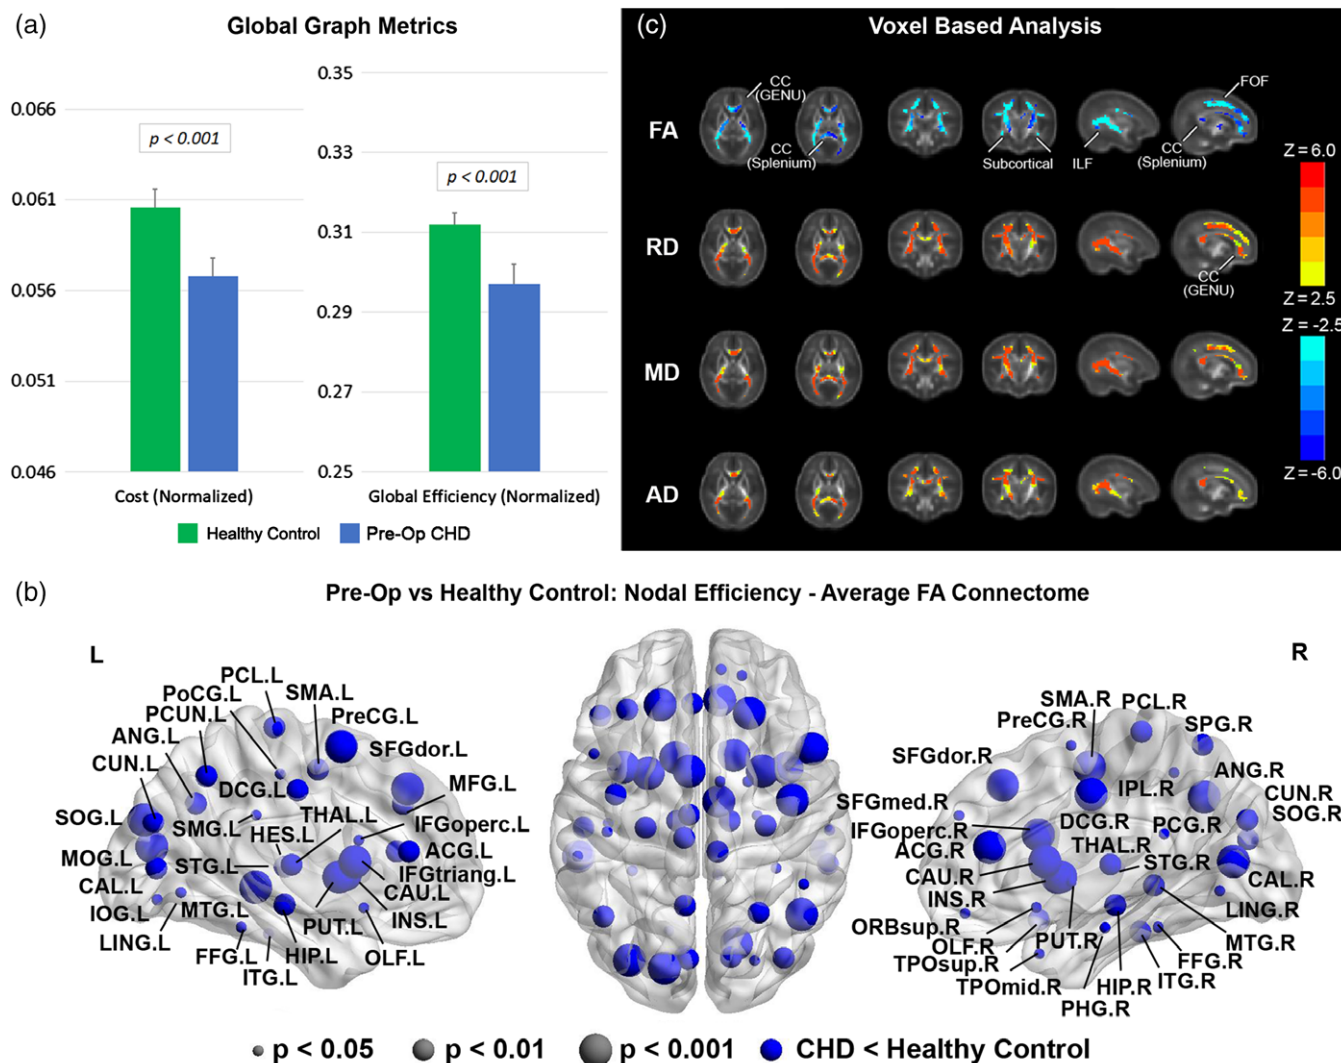 (a)
Global Graph Metrics
0.066
0.061
0.056
0.051
0.046
p < 0.001
Cost (Normalized)
0.35
0.33
0.31
0.29
0.27
0.25
p < 0.001
Global Efficiency (Normalized)
Healthy Control
Pre-Op CHD
(c)
Voxel Based Analysis
FA
RD
MD
AD
CC
(GENU)
CC
(Splenium)
Subcortical
ILF
FOF
CC
(Splenium)
CC
(GENU)
Z = 6.0
Z = 2.5
Z = -2.5
Z = -6.0
(b)
Pre-Op vs Healthy Control: Nodal Efficiency - Average FA Connectome
L
PCL.L
PoCG.L
SMA.L
PCUN.L
PreCG.L
ANG.L
SFGdor.L
CUN.L
DCG.L
MFG.L
SOG.L
SMG.L
THAL.L
HES.L
IFGoperc.L
MOG.L
STG.L
ACG.L
IFGtriang.L
CAL.L
CAU.L
IOG.L
MTG.L
PUT.L
INS.L
LING.L
FFG.L
HIP.L
OLF.L
ITG.L
R
SMA.R
PCL.R
PreCG.R
SPG.R
SFGdor.R
ANG.R
CUN.R
SFGmed.R
IPL.R
SOG.R
IFGoperc.R
DCG.R
PCG.R
ACG.R
THAL.R
STG.R
CAU.R
CAL.R
INS.R
LING.R
ORBsup.R
PUT.R
MTG.R
OLF.R
TPOsup.R
FFG.R
TPOmid.R
HIP.R
ITG.R
PHG.R
p < 0.05
p < 0.01
p < 0.001
CHD < Healthy Control